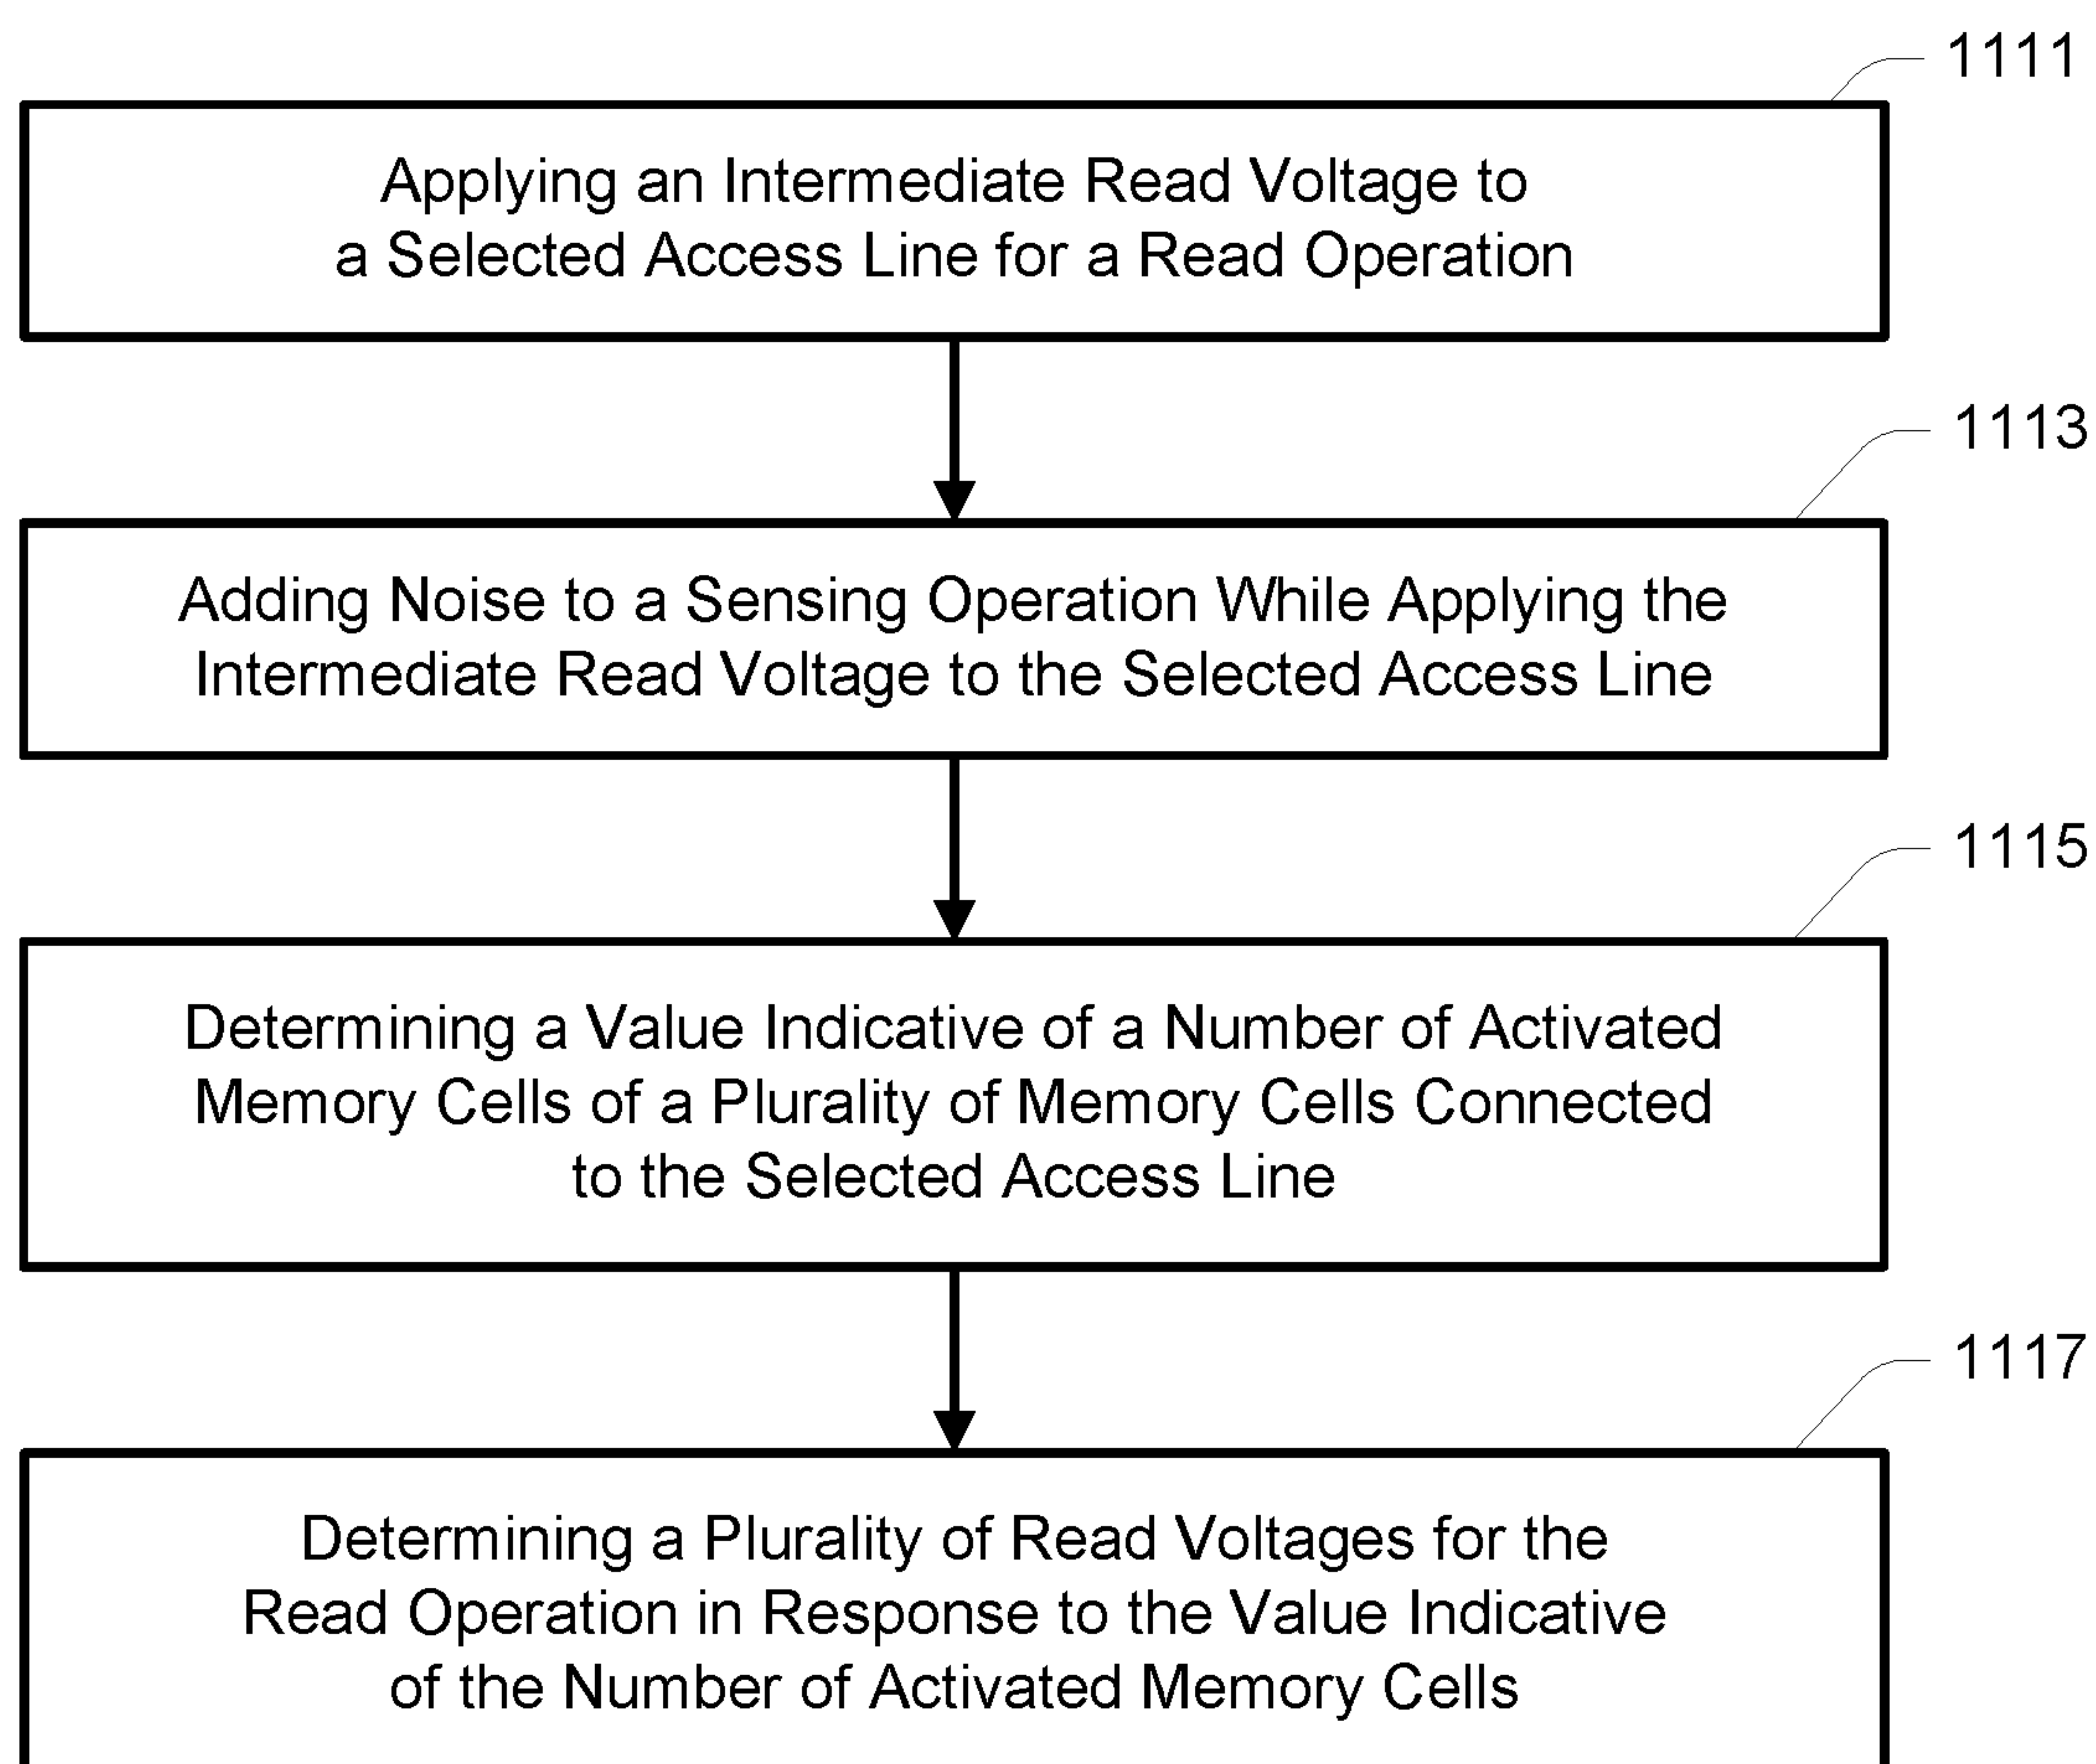 1111
Applying an Intermediate Read Voltage to
a Selected Access Line for a Read Operation
1113
Adding Noise to a Sensing Operation While Applying the
Intermediate Read Voltage to the Selected Access Line
1115
Determining a Value Indicative of a Number of Activated
Memory Cells of a Plurality of Memory Cells Connected
to the Selected Access Line
1117
Determining a Plurality of Read Voltages for the
Read Operation in Response to the Value Indicative
of the Number of Activated Memory Cells